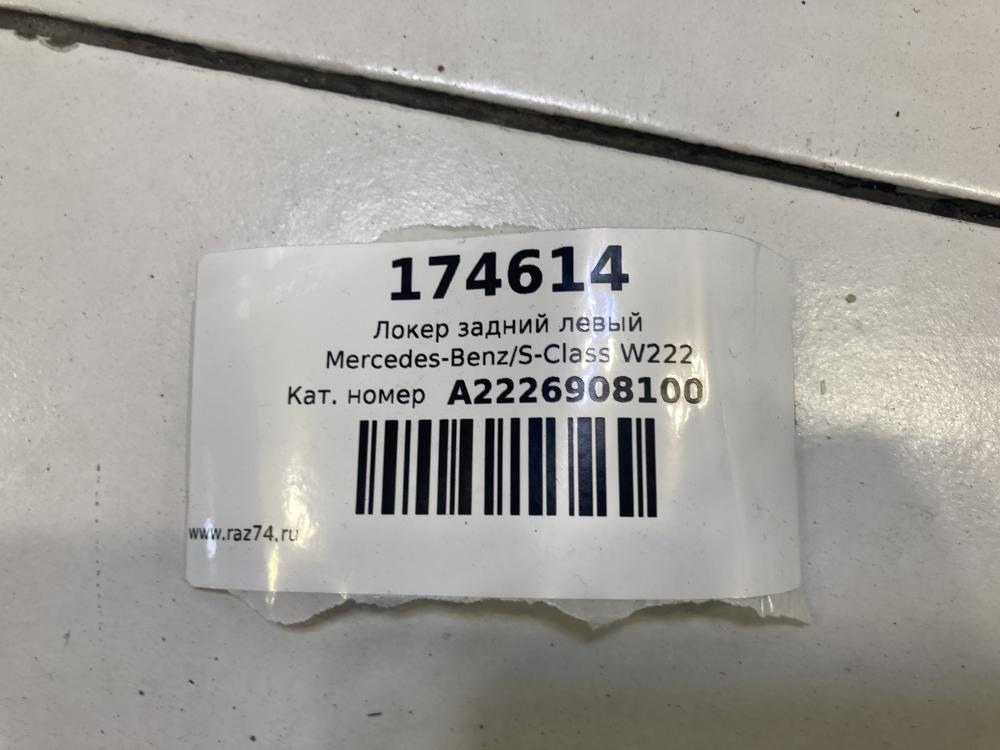 174614
Локер задний левый
Mercedes-Benz/S-Class W222
Кат. номер A2226908100
www.raz74.ru